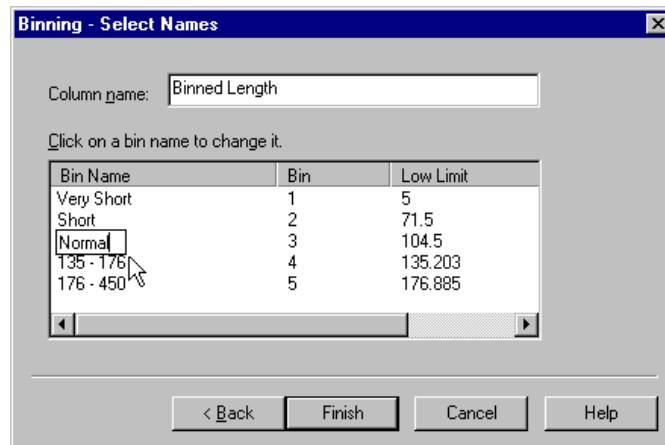 Binning - Select Names
Column name: Binned Length
Click on a bin name to change it.
Bin Name Bin Low Limit
Very Short 1 5
Short 2 71.5
Normal 3 104.5
135 - 176 4 135.203
176 - 450 5 176.885
< Back Finish Cancel Help